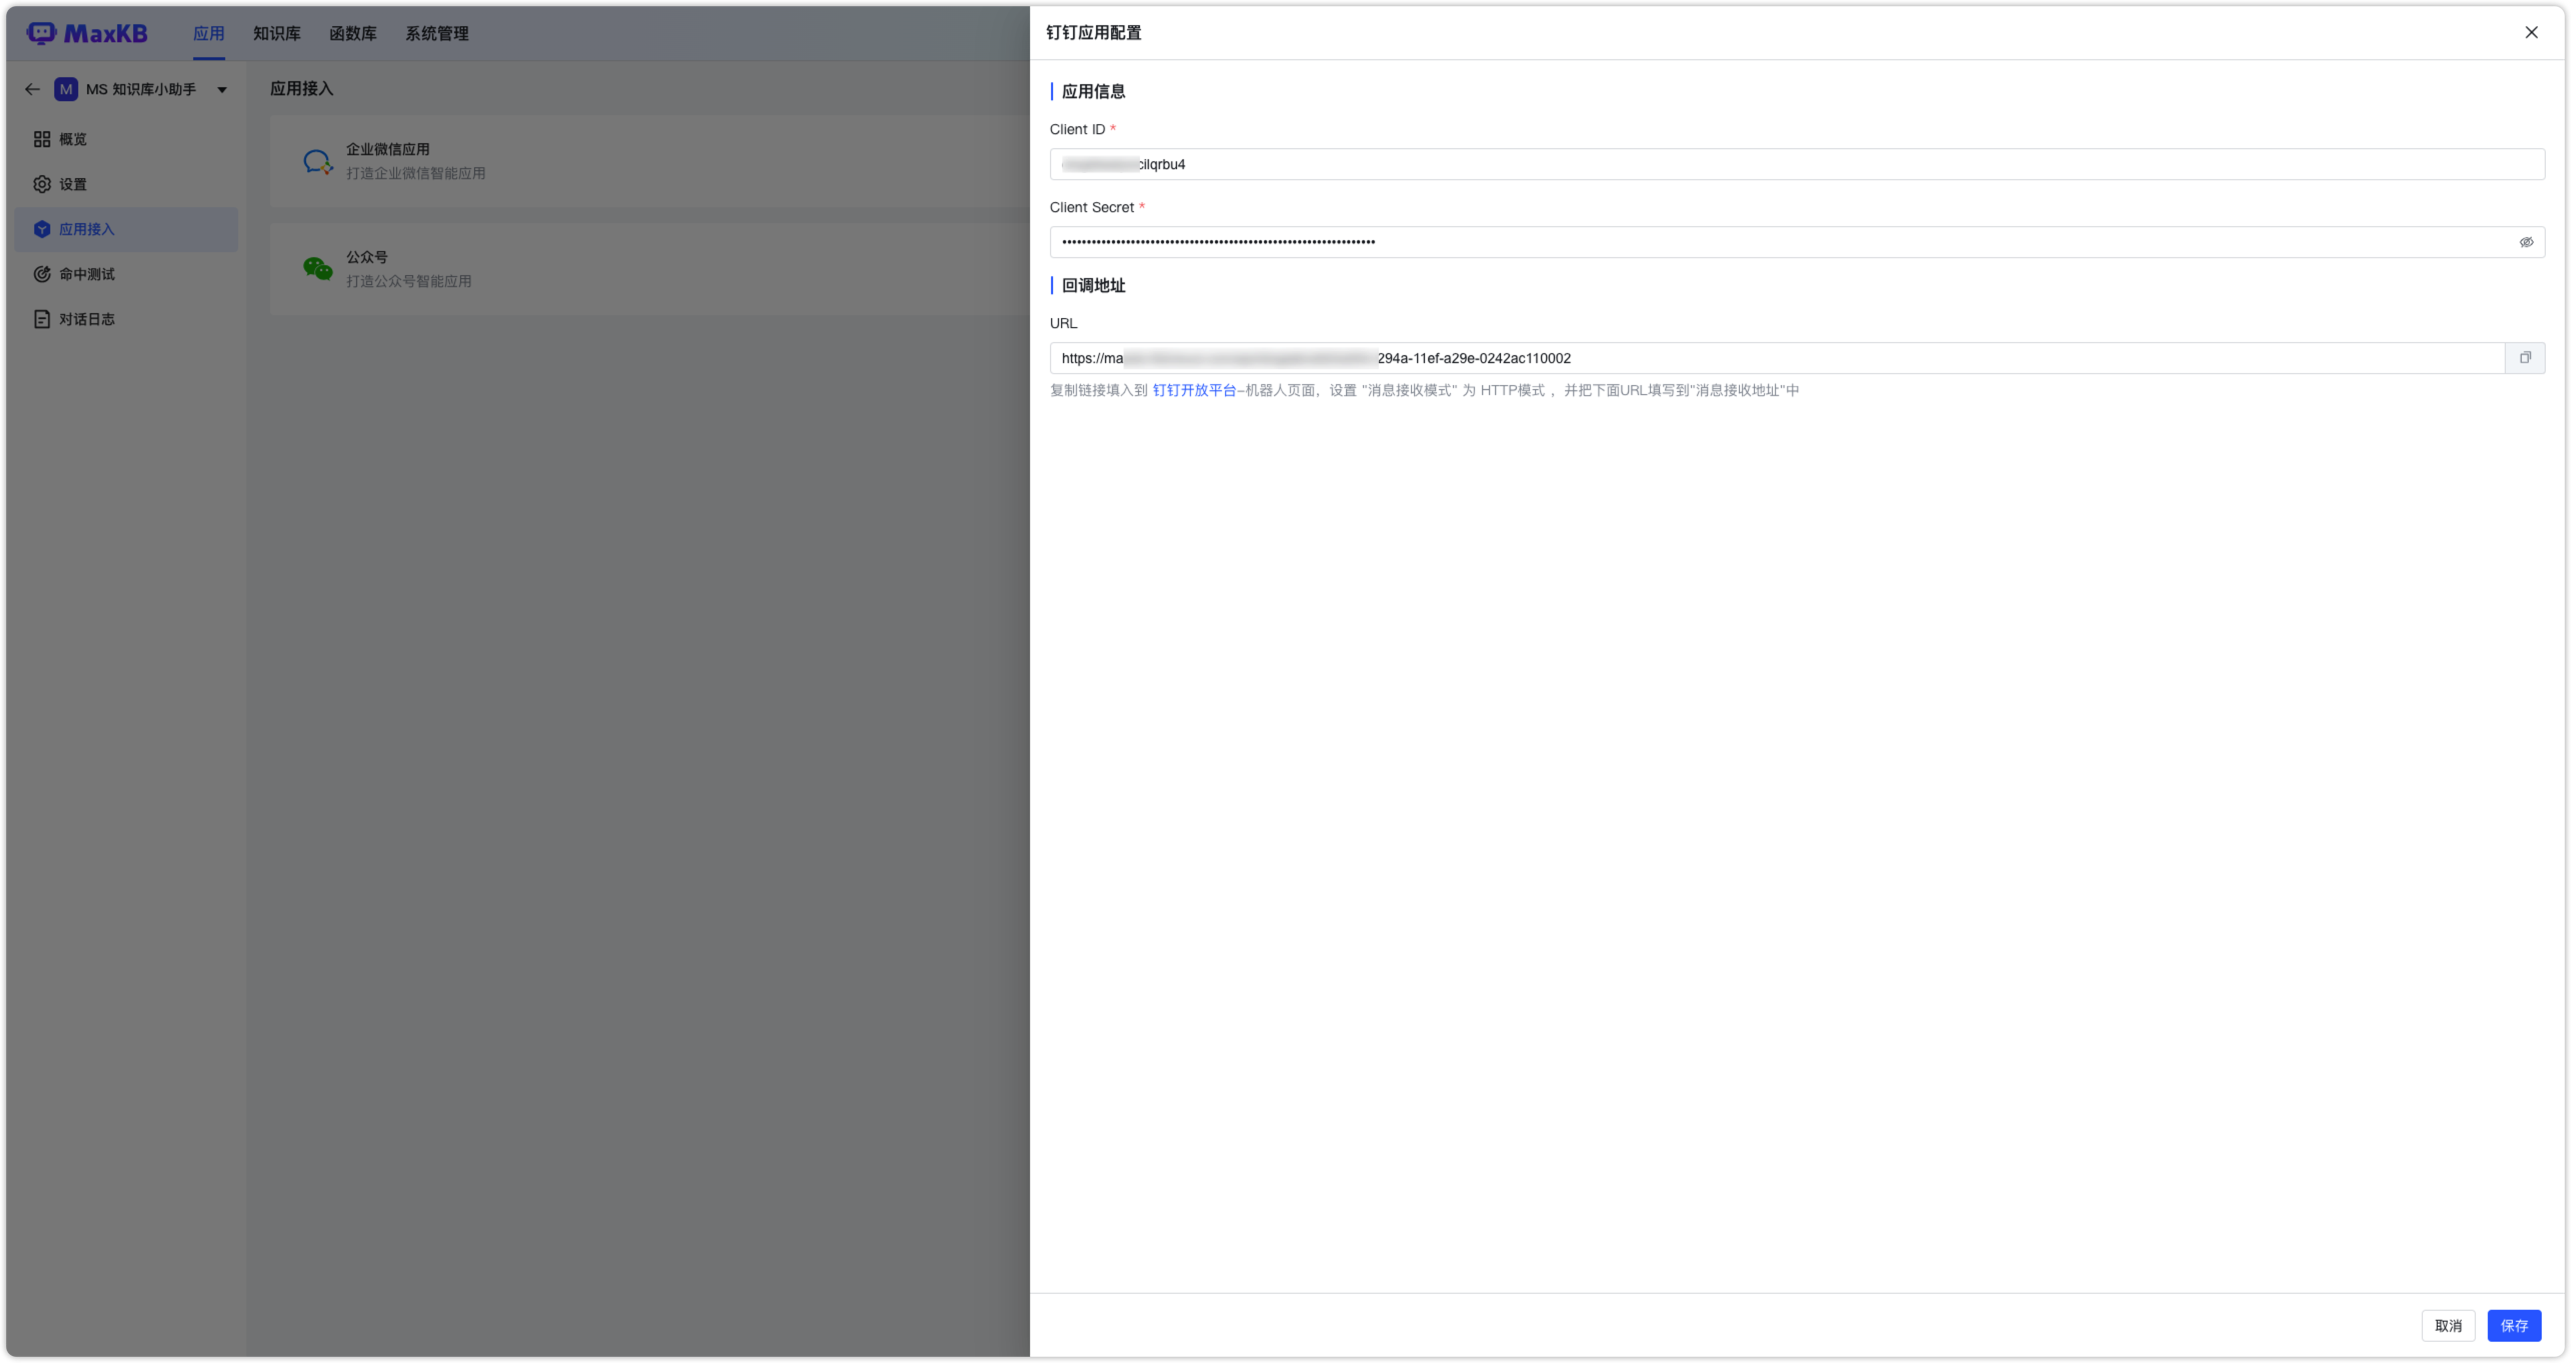 MaxKB
应用
知识库
函数库
系统管理
M
MS 知识库小助手
概览
设置
应用接入
命中测试
对话日志
应用接入
企业微信应用
打造企业微信智能应用
公众号
打造公众号智能应用
钉钉应用配置
应用信息
Client ID *
cilqrbu4
Client Secret *
回调地址
URL
https://ma 294a-11ef-a29e-0242ac110002
复制链接填入到 钉钉开放平台-机器人页面，设置 "消息接收模式" 为 HTTP模式 ，并把下面URL填写到"消息接收地址"中
取消
保存